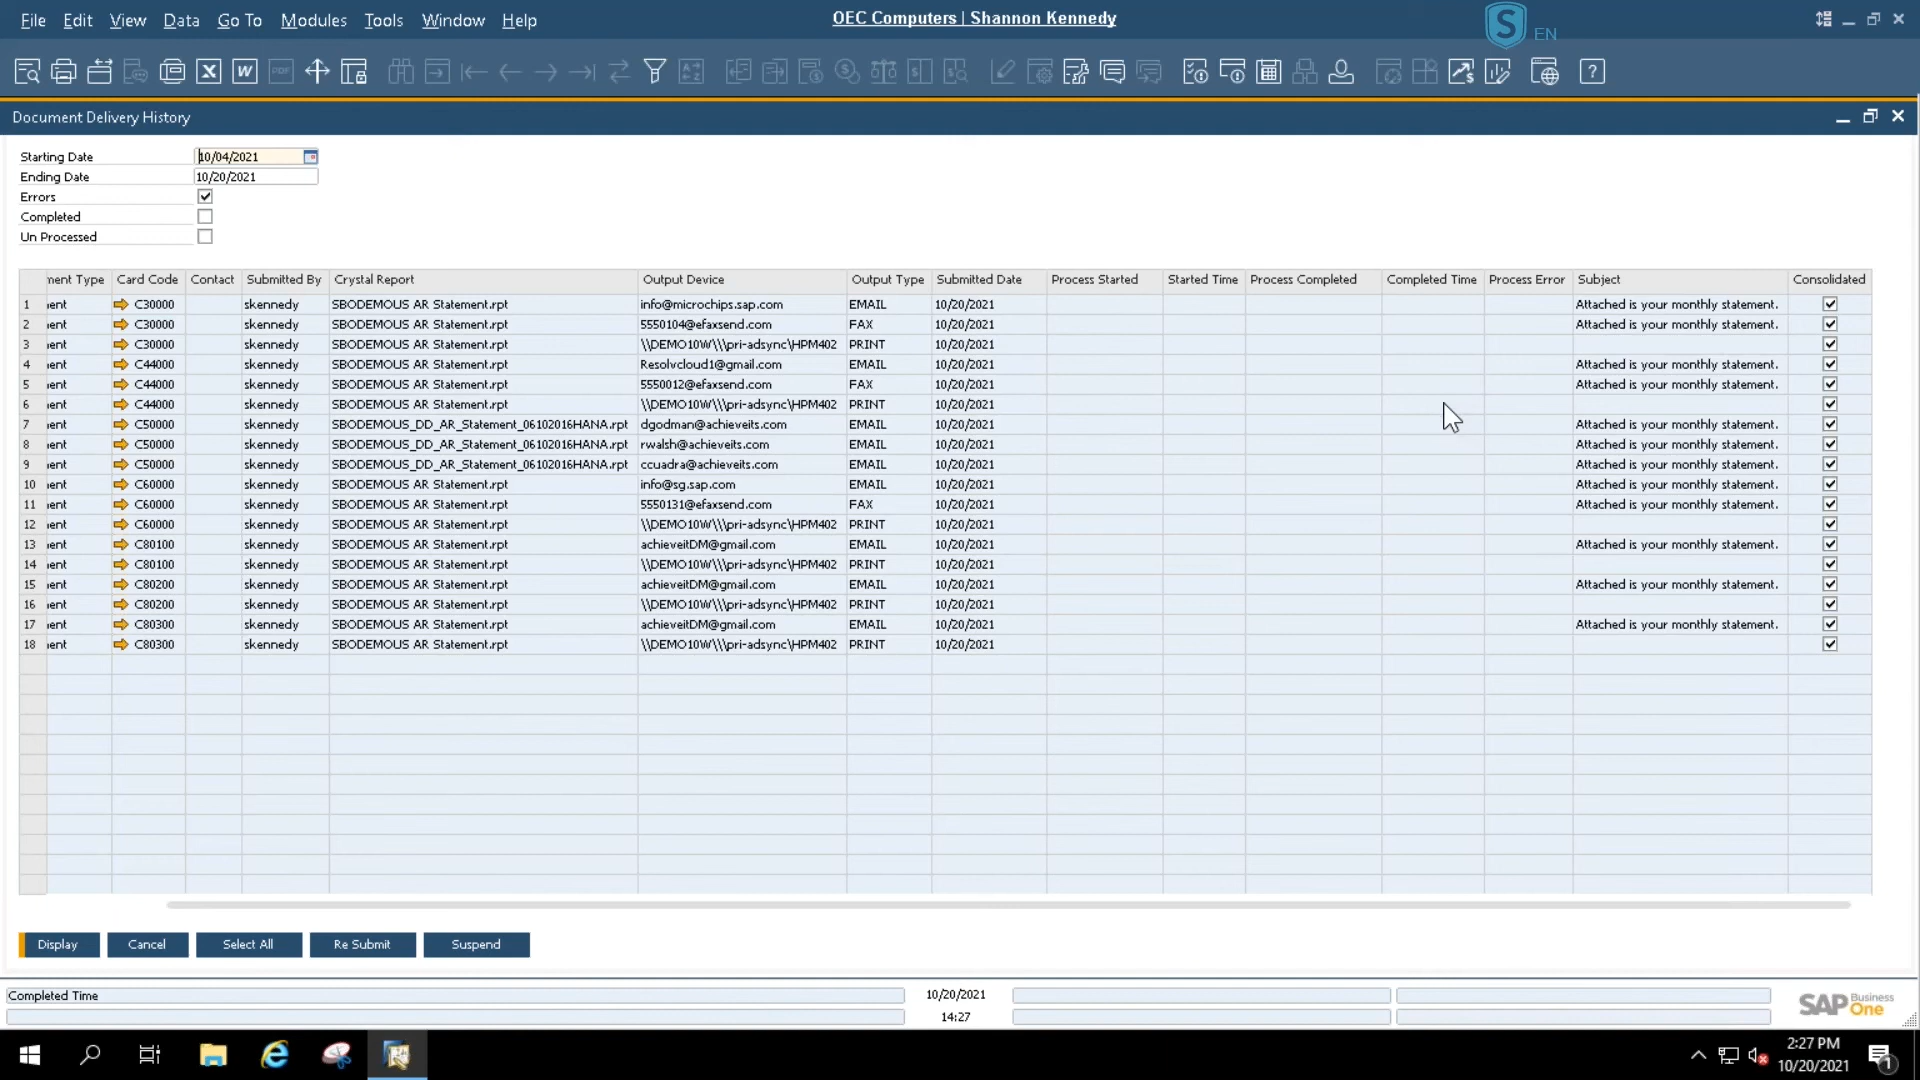 File Edit View Data Go To Modules Tools Window Help OEC Computers | Shannon Kennedy S EN
Document Delivery History
Starting Date 10/04/2021
Ending Date 10/20/2021
Errors
Completed
Un Processed
ment Type Card Code Contact Submitted By Crystal Report Output Device Output Type Submitted Date Process Started Started Time Process Completed Completed Time Process Error Subject Consolidated
1 ent C30000 skennedy SBODEMOUS AR Statement.rpt info@microchips.sap.com EMAIL 10/20/2021 Attached is your monthly statement.
2 ent C30000 skennedy SBODEMOUS AR Statement.rpt 5550104@efaxsend.com FAX 10/20/2021 Attached is your monthly statement.
3 ent C30000 skennedy SBODEMOUS AR Statement.rpt \\DEMO10W\\\pri-adsync\HPM402 PRINT 10/20/2021
4 ent C44000 skennedy SBODEMOUS AR Statement.rpt Resolvcloud1@gmail.com EMAIL 10/20/2021 Attached is your monthly statement.
5 ent C44000 skennedy SBODEMOUS AR Statement.rpt 5550012@efaxsend.com FAX 10/20/2021 Attached is your monthly statement.
6 ent C44000 skennedy SBODEMOUS AR Statement.rpt \\DEMO10W\\\pri-adsync\HPM402 PRINT 10/20/2021
7 ent C50000 skennedy SBODEMOUS_DD_AR_Statement_06102016HANA.rpt dgodman@achieveits.com EMAIL 10/20/2021 Attached is your monthly statement.
8 ent C50000 skennedy SBODEMOUS_DD_AR_Statement_06102016HANA.rpt rwalsh@achieveits.com EMAIL 10/20/2021 Attached is your monthly statement.
9 ent C50000 skennedy SBODEMOUS_DD_AR_Statement_06102016HANA.rpt ccuadra@achieveits.com EMAIL 10/20/2021 Attached is your monthly statement.
10 ent C60000 skennedy SBODEMOUS AR Statement.rpt info@sg.sap.com EMAIL 10/20/2021 Attached is your monthly statement.
11 ent C60000 skennedy SBODEMOUS AR Statement.rpt 5550131@efaxsend.com FAX 10/20/2021 Attached is your monthly statement.
12 ent C60000 skennedy SBODEMOUS AR Statement.rpt \\DEMO10W\\\pri-adsync\HPM402 PRINT 10/20/2021
13 ent C80100 skennedy SBODEMOUS AR Statement.rpt achieveitDM@gmail.com EMAIL 10/20/2021 Attached is your monthly statement.
14 ent C80100 skennedy SBODEMOUS AR Statement.rpt \\DEMO10W\\\pri-adsync\HPM402 PRINT 10/20/2021
15 ent C80200 skennedy SBODEMOUS AR Statement.rpt achieveitDM@gmail.com EMAIL 10/20/2021 Attached is your monthly statement.
16 ent C80200 skennedy SBODEMOUS AR Statement.rpt \\DEMO10W\\\pri-adsync\HPM402 PRINT 10/20/2021
17 ent C80300 skennedy SBODEMOUS AR Statement.rpt achieveitDM@gmail.com EMAIL 10/20/2021 Attached is your monthly statement.
18 ent C80300 skennedy SBODEMOUS AR Statement.rpt \\DEMO10W\\\pri-adsync\HPM402 PRINT 10/20/2021
Display Cancel Select All Re Submit Suspend
Completed Time 10/20/2021
14:27
SAP Business One
2:27 PM
10/20/2021 1